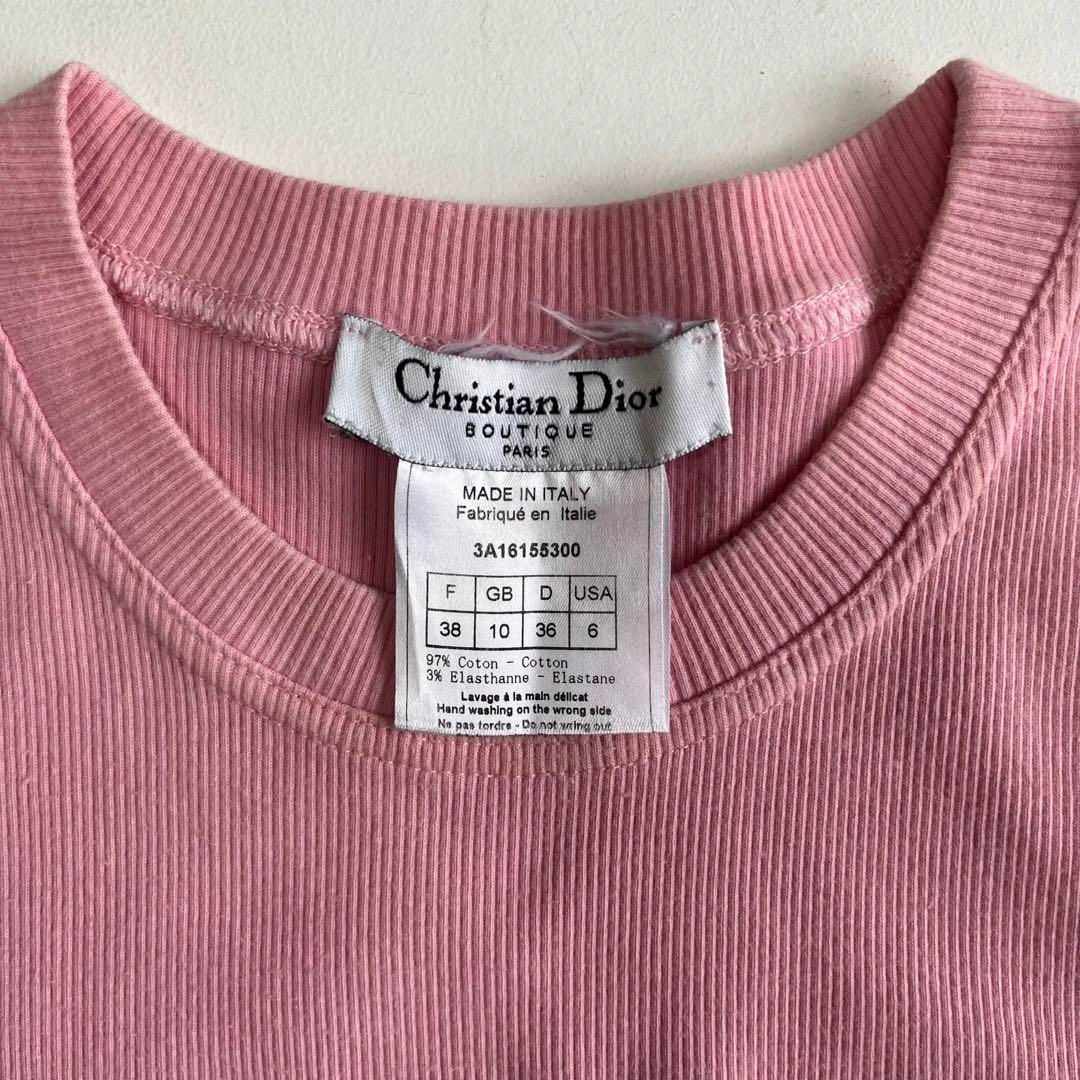 Christian Dior
BOUTIQUE
PARIS
MADE IN ITALY
Fabriqué en Italie
3A16155300
F GB D USA
38 10 36 6
97% Coton - Cotton
3% Elasthanne - Elastane
Lavage à la main délicat
Hand washing on the wrong side
Ne pas tordre - Do not wring out